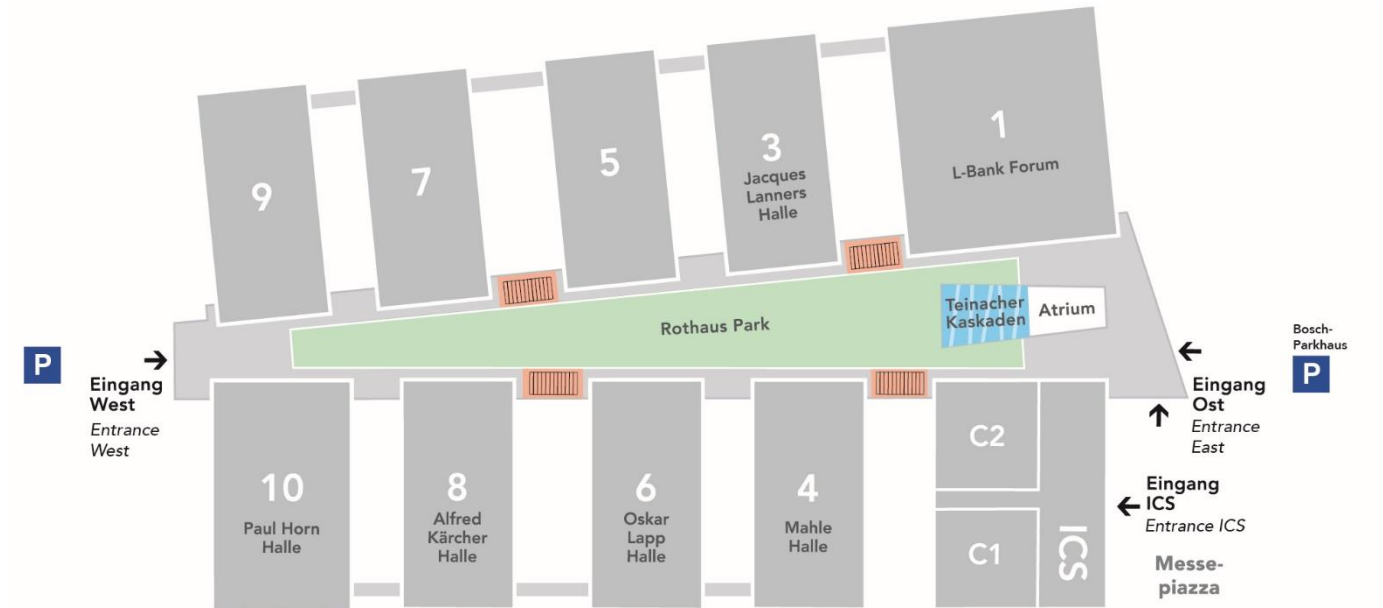 9
7
5
3
Jacques
Lanners
Halle
1
L-Bank Forum
Rothaus Park
Teinacher
Kaskaden
Atrium
P
Eingang
West
Entrance
West
Bosch-
Parkhaus
P
Eingang
Ost
Entrance
East
10
Paul Horn
Halle
8
Alfred
Kärcher
Halle
6
Oskar
Lapp
Halle
4
Mahle
Halle
C2
C1
ICS
Eingang
ICS
Entrance ICS
Messe-
piazza